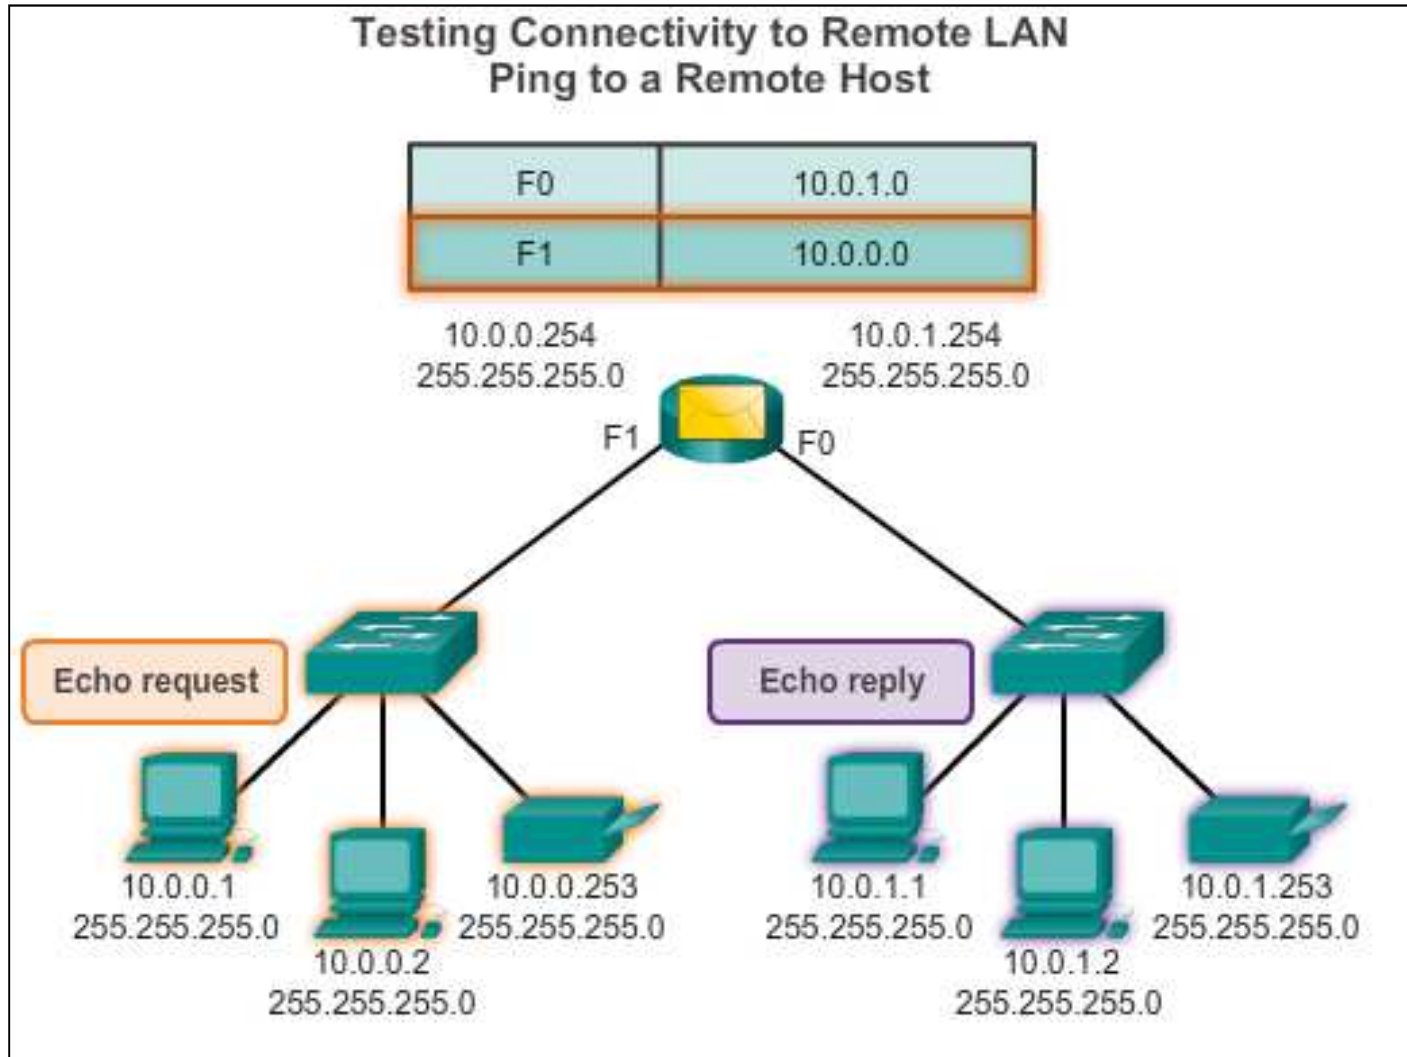 Testing Connectivity to Remote LAN
Ping to a Remote Host
F0 10.0.1.0
F1 10.0.0.0
10.0.0.254
255.255.255.0
10.0.1.254
255.255.255.0
F1
F0
Echo request
Echo reply
10.0.0.1
255.255.255.0
10.0.0.2
255.255.255.0
10.0.0.253
255.255.255.0
10.0.1.1
255.255.255.0
10.0.1.2
255.255.255.0
10.0.1.253
255.255.255.0